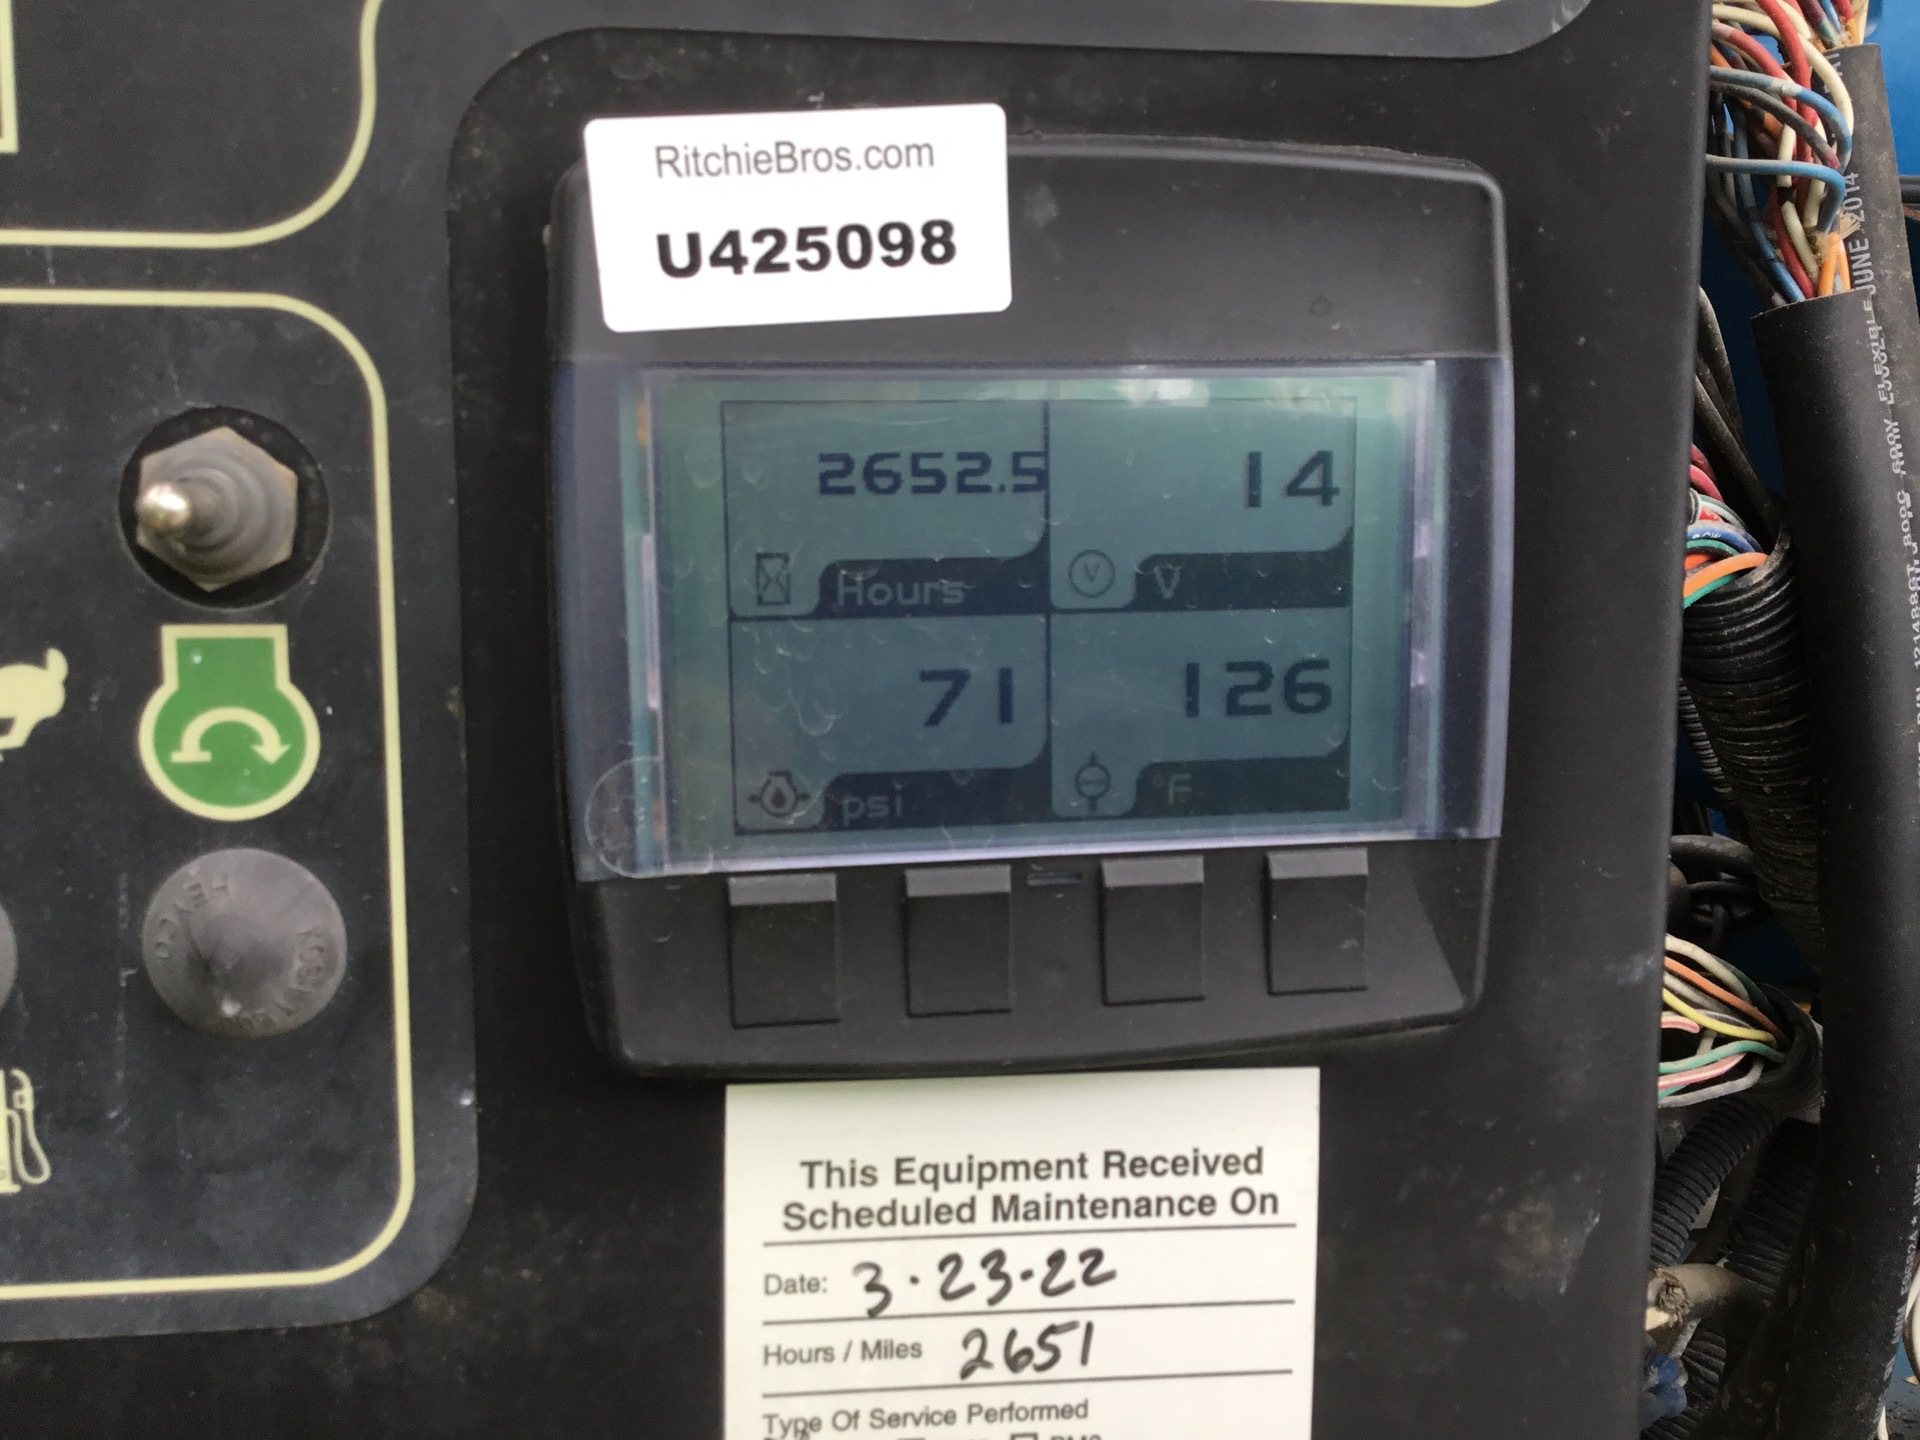 RitchieBros.com
U425098
2652.5
Hours
14
V
71
psi
126
°F
HEYCO
JUNE 2014
This Equipment Received
Scheduled Maintenance On
Date: 3·23·22
Hours / Miles 2651
Type Of Service Performed